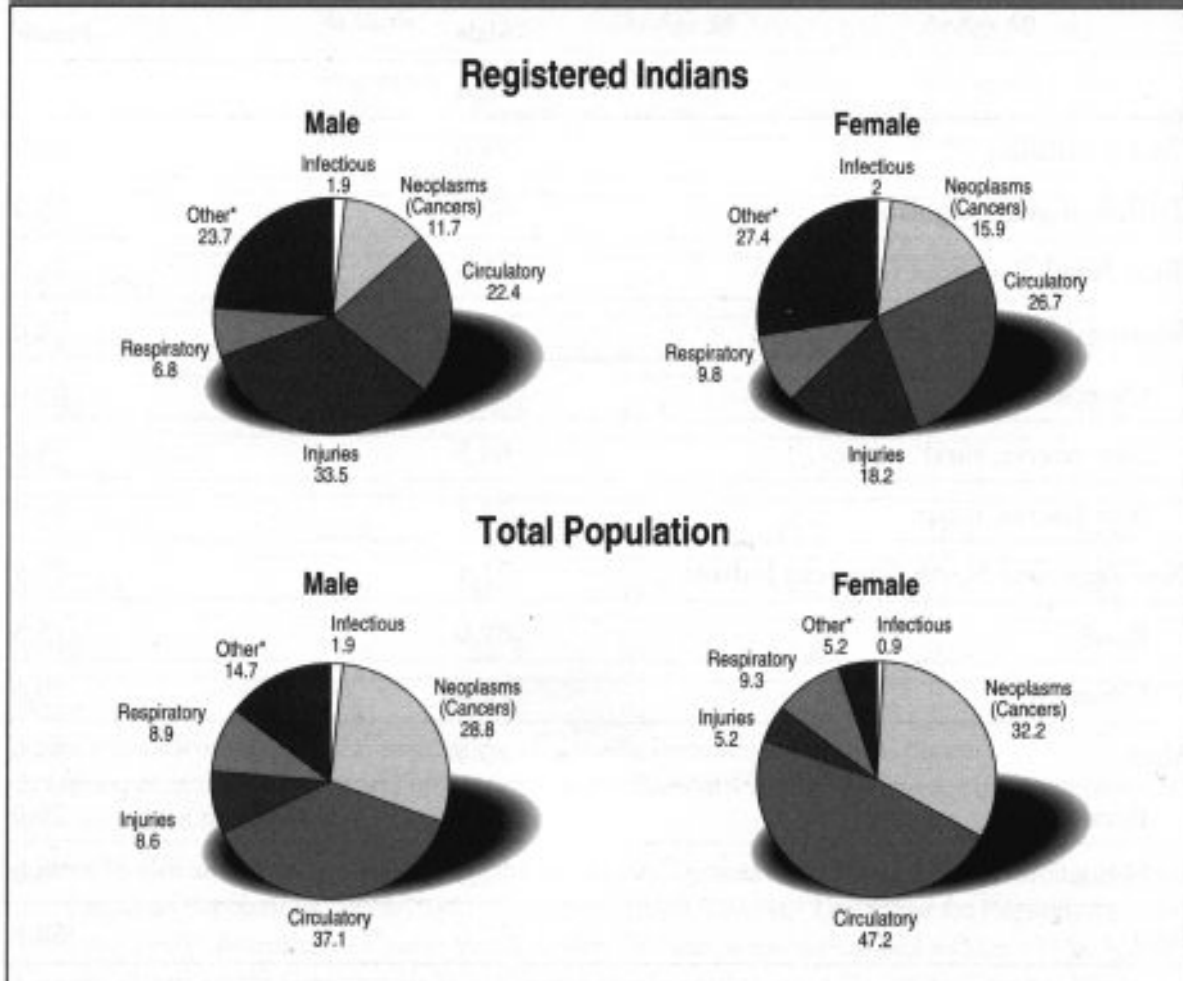 Registered Indians
Male
Infectious
1.9
Neoplasms
(Cancers)
11.7
Circulatory
22.4
Injuries
33.5
Respiratory
6.8
Other*
23.7
Female
Infectious
2
Neoplasms
(Cancers)
15.9
Circulatory
26.7
Injuries
18.2
Respiratory
9.8
Other*
27.4
Total Population
Male
Infectious
1.9
Neoplasms
(Cancers)
28.8
Circulatory
37.1
Injuries
8.6
Respiratory
8.9
Other*
14.7
Female
Infectious
0.9
Neoplasms
(Cancers)
32.2
Circulatory
47.2
Injuries
5.2
Respiratory
9.3
Other*
5.2